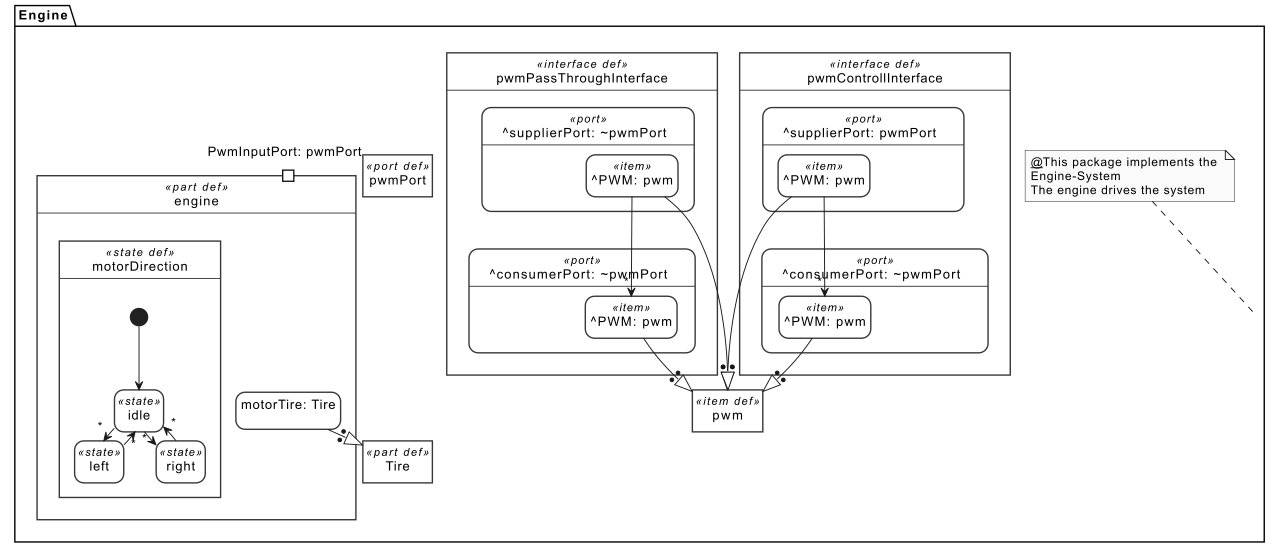 Engine
«interface def»
pwmPassThroughInterface
«port»
^supplierPort: ~pwmPort
«item»
^PWM: pwm
«port»
^consumerPort: ~pwmPort
*
«item»
^PWM: pwm
«interface def»
pwmControllInterface
«port»
^supplierPort: pwmPort
«item»
^PWM: pwm
«port»
^consumerPort: ~pwmPort
*
«item»
^PWM: pwm
@This package implements the
Engine-System
The engine drives the system
PwmInputPort: pwmPort
«part def»
pwmPort
«part def»
engine
«state def»
motorDirection
«state»
idle
*
*
*
*
«state»
left
«state»
right
motorTire: Tire
«part def»
Tire
«item def»
pwm